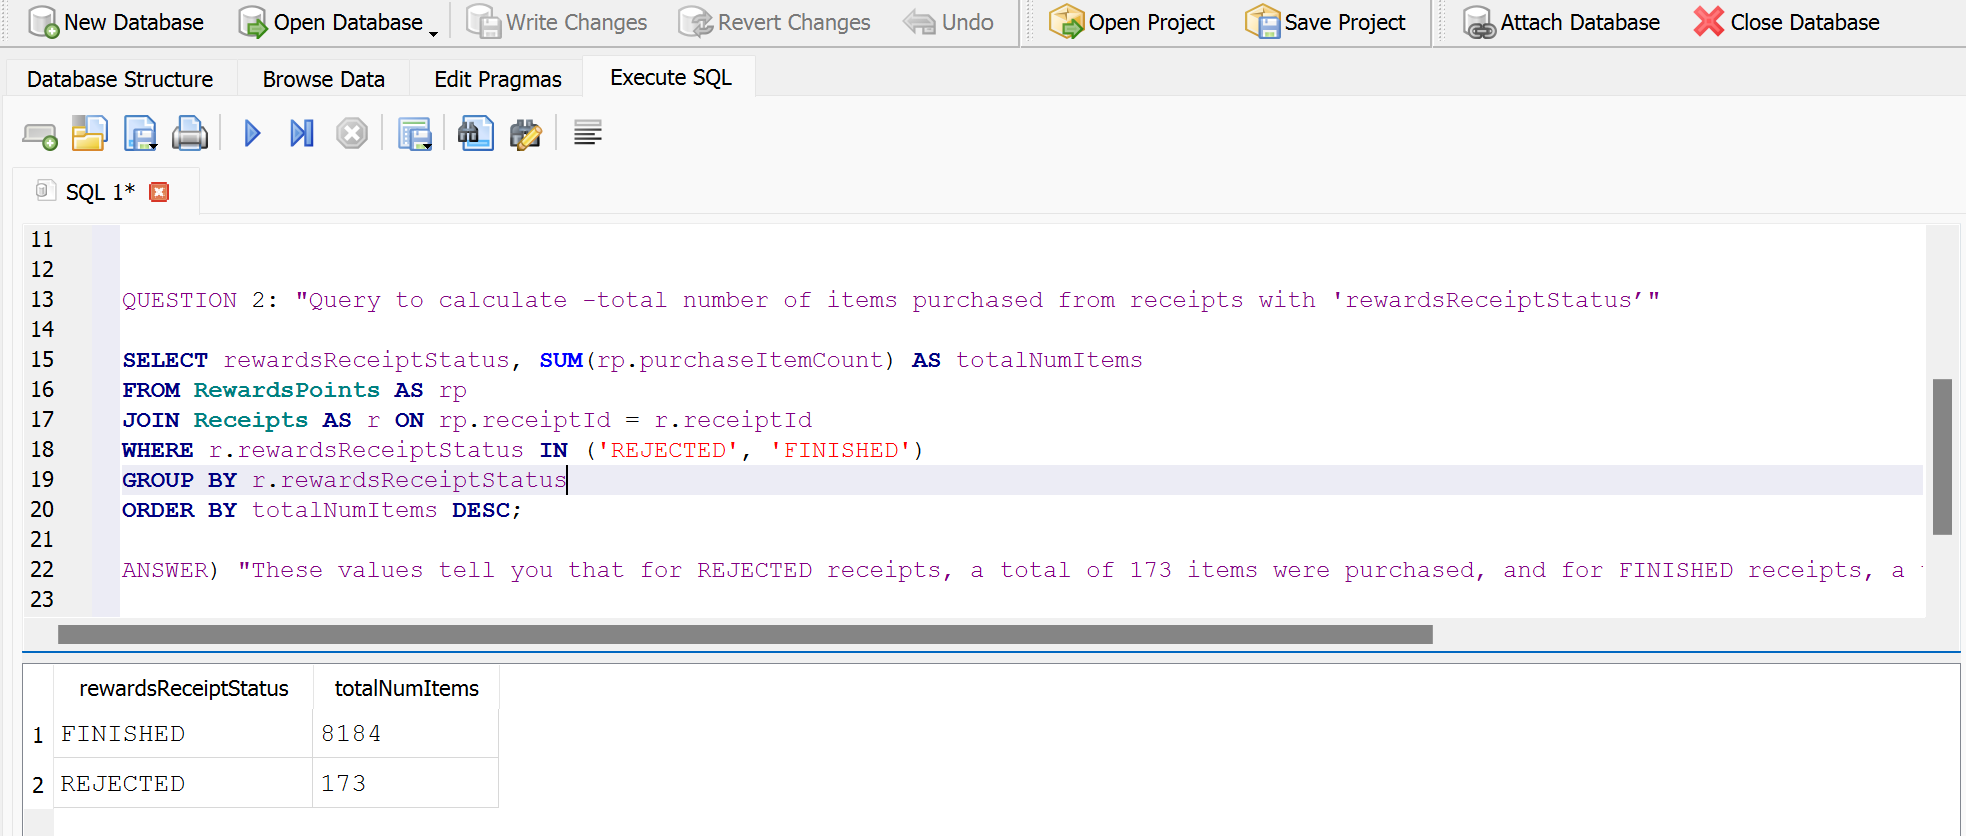 New Database Open Database Write Changes Revert Changes Undo Open Project Save Project Attach Database Close Database
Database Structure Browse Data Edit Pragmas Execute SQL
SQL 1*
11
12
13 QUESTION 2: "Query to calculate -total number of items purchased from receipts with 'rewardsReceiptStatus’"
14
15 SELECT rewardsReceiptStatus, SUM(rp.purchaseItemCount) AS totalNumItems
16 FROM RewardsPoints AS rp
17 JOIN Receipts AS r ON rp.receiptId = r.receiptId
18 WHERE r.rewardsReceiptStatus IN ('REJECTED', 'FINISHED')
19 GROUP BY r.rewardsReceiptStatus
20 ORDER BY totalNumItems DESC;
21
22 ANSWER) "These values tell you that for REJECTED receipts, a total of 173 items were purchased, and for FINISHED receipts, a
23
rewardsReceiptStatus totalNumItems
1 FINISHED 8184
2 REJECTED 173